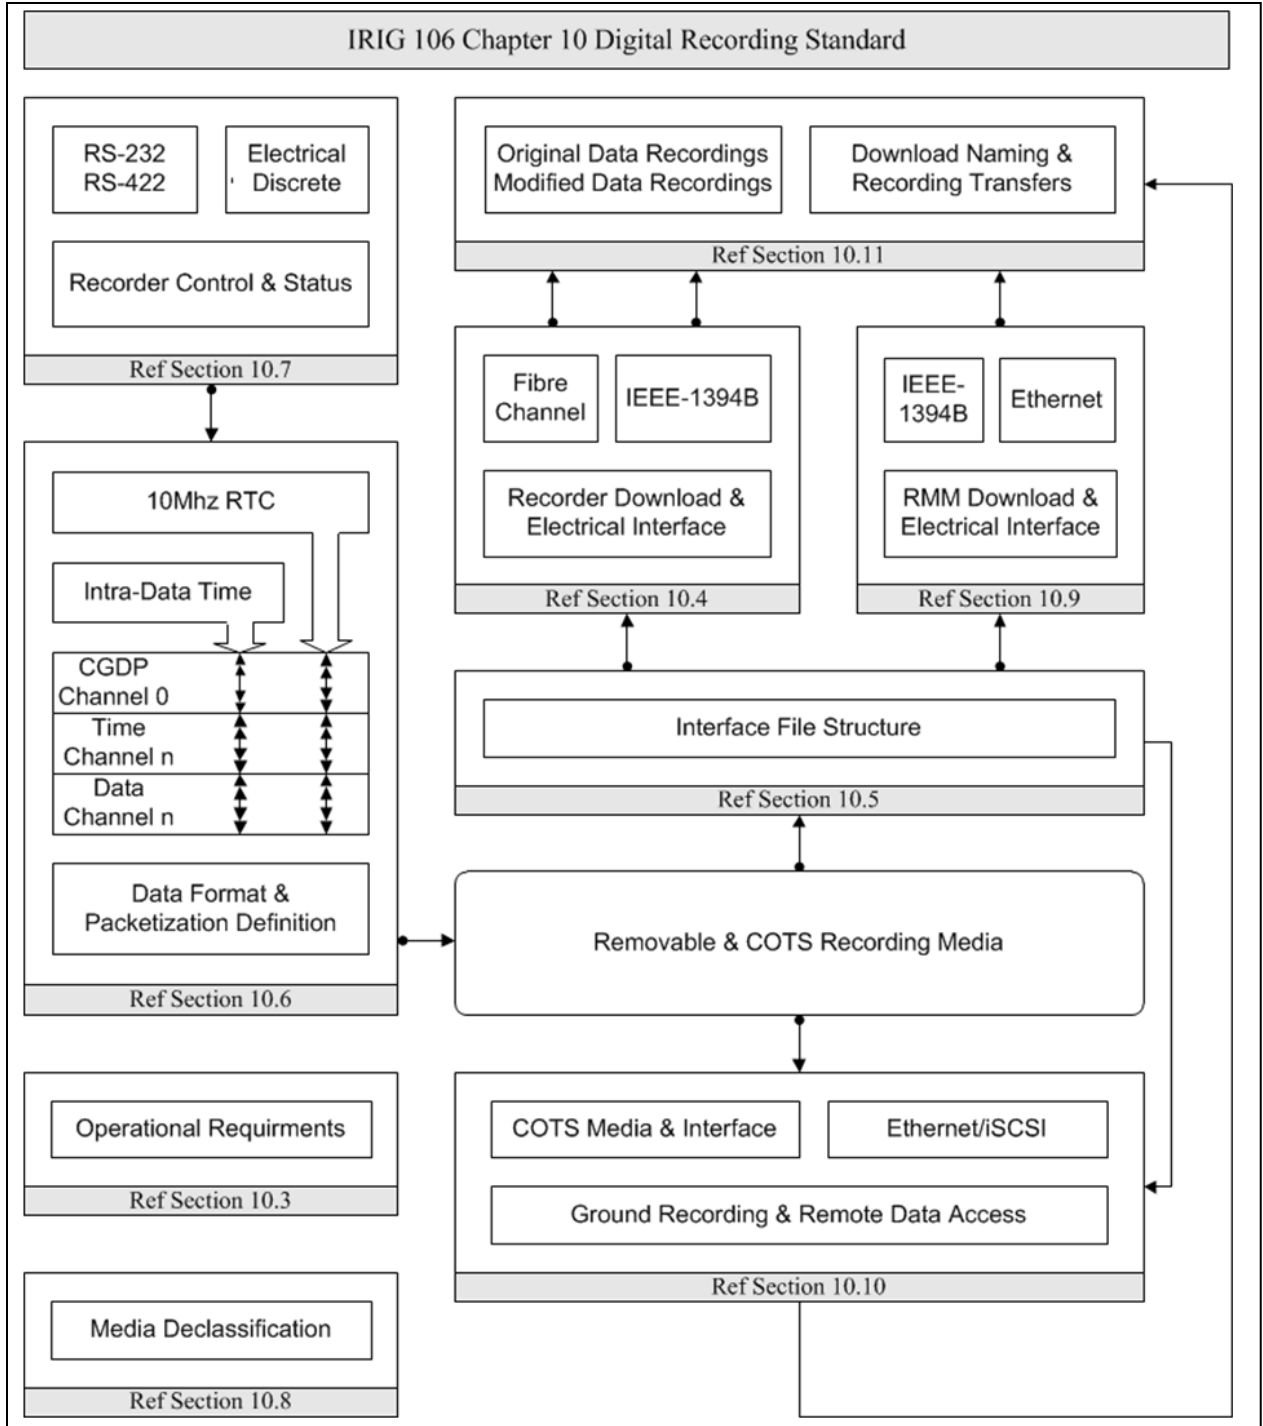 IRIG 106 Chapter 10 Digital Recording Standard
RS-232
RS-422
Electrical
Discrete
Recorder Control & Status
Ref Section 10.7
10Mhz RTC
Intra-Data Time
CGDP
Channel 0
Time
Channel n
Data
Channel n
Data Format &
Packetization Definition
Ref Section 10.6
Operational Requirments
Ref Section 10.3
Media Declassification
Ref Section 10.8
Original Data Recordings
Modified Data Recordings
Download Naming &
Recording Transfers
Ref Section 10.11
Fibre
Channel
IEEE-1394B
Recorder Download &
Electrical Interface
Ref Section 10.4
IEEE-
1394B
Ethernet
RMM Download &
Electrical Interface
Ref Section 10.9
Interface File Structure
Ref Section 10.5
Removable & COTS Recording Media
COTS Media & Interface
Ethernet/iSCSI
Ground Recording & Remote Data Access
Ref Section 10.10